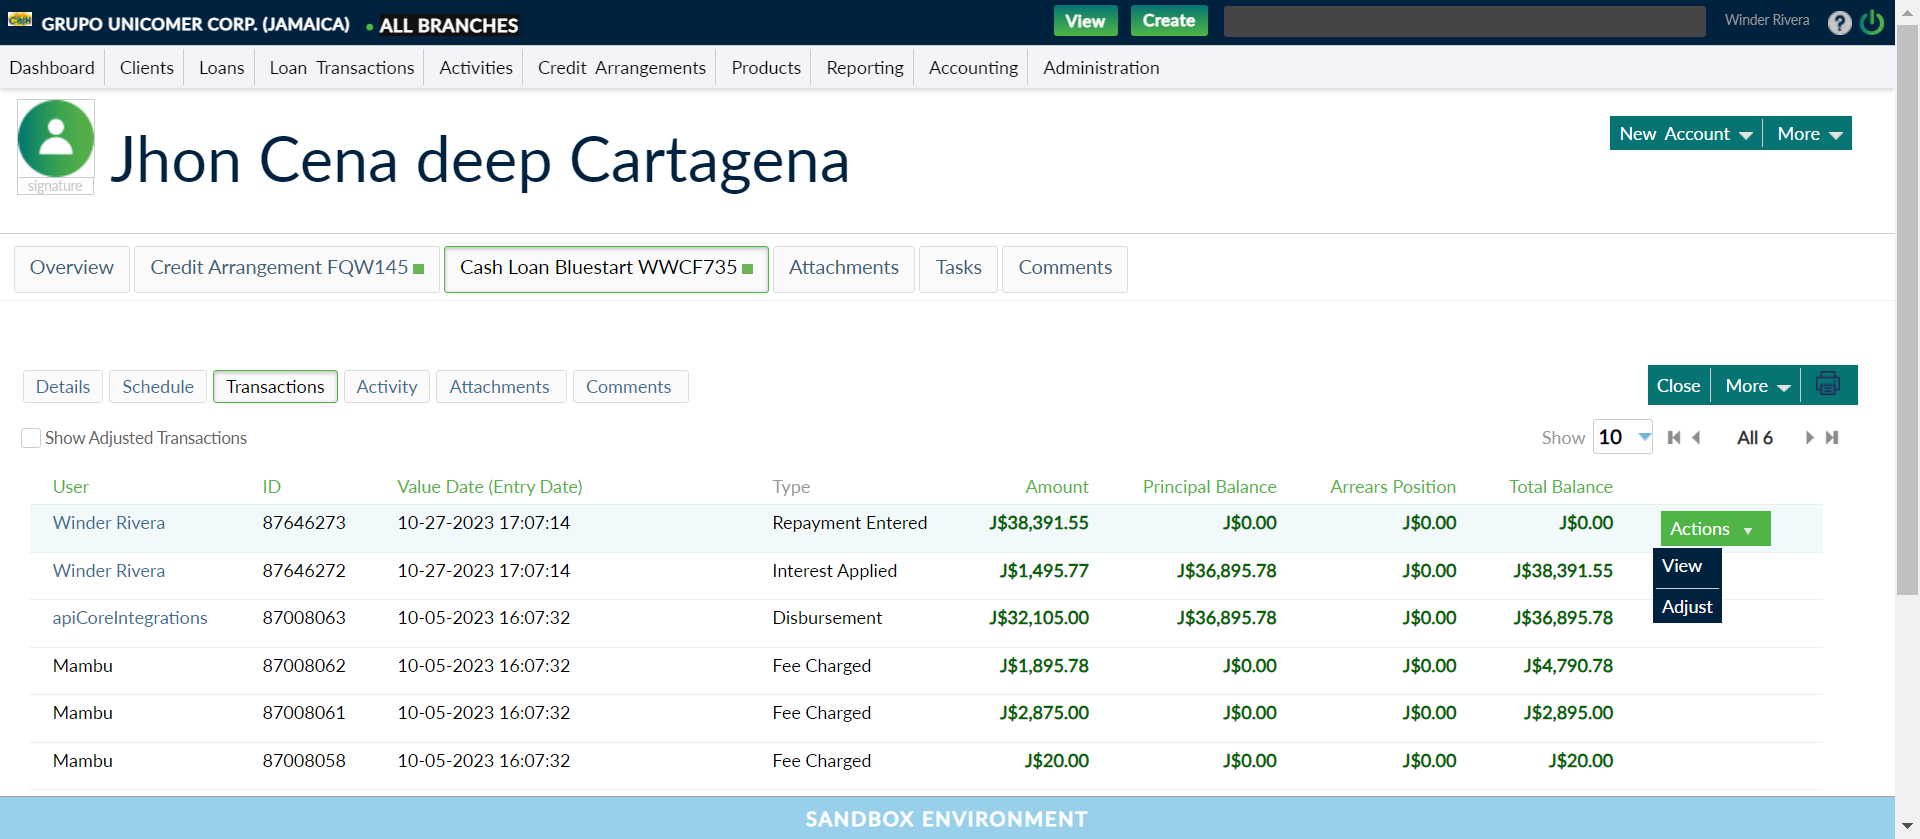 Cash GRUPO UNICOMER CORP. (JAMAICA) ALL BRANCHES View Create Winder Rivera ?
Dashboard Clients Loans Loan Transactions Activities Credit Arrangements Products Reporting Accounting Administration
Jhon Cena deep Cartagena
signature
New Account More
Overview Credit Arrangement FQW145 Cash Loan Bluestart WWCF735 Attachments Tasks Comments
Details Schedule Transactions Activity Attachments Comments Close More
Show Adjusted Transactions Show 10 All 6
User ID Value Date (Entry Date) Type Amount Principal Balance Arrears Position Total Balance
Winder Rivera 87646273 10-27-2023 17:07:14 Repayment Entered J$38,391.55 J$0.00 J$0.00 J$0.00 Actions
View
Winder Rivera 87646272 10-27-2023 17:07:14 Interest Applied J$1,495.77 J$36,895.78 J$0.00 J$38,391.55
Adjust
apiCoreIntegrations 87008063 10-05-2023 16:07:32 Disbursement J$32,105.00 J$36,895.78 J$0.00 J$36,895.78
Mambu 87008062 10-05-2023 16:07:32 Fee Charged J$1,895.78 J$0.00 J$0.00 J$4,790.78
Mambu 87008061 10-05-2023 16:07:32 Fee Charged J$2,875.00 J$0.00 J$0.00 J$2,895.00
Mambu 87008058 10-05-2023 16:07:32 Fee Charged J$20.00 J$0.00 J$0.00 J$20.00
SANDBOX ENVIRONMENT